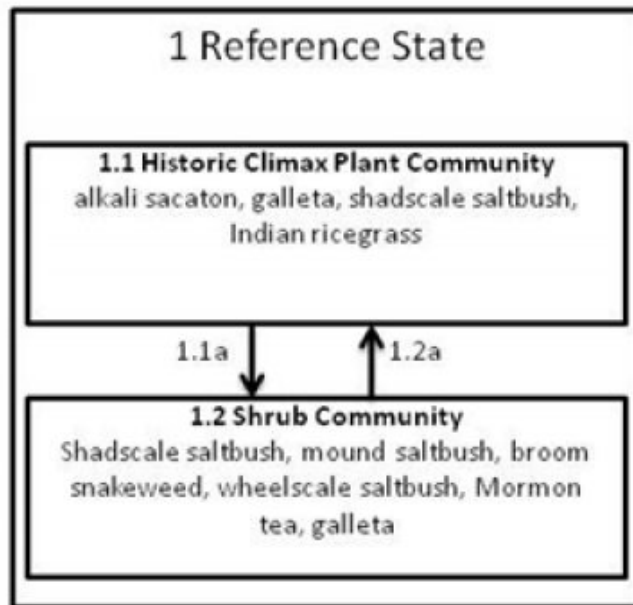 1 Reference State
1.1 Historic Climax Plant Community
alkali sacaton, galleta, shadscale saltbush,
Indian ricegrass
1.1a
1.2a
1.2 Shrub Community
Shadscale saltbush, mound saltbush, broom
snakeweed, wheelscale saltbush, Mormon
tea, galleta